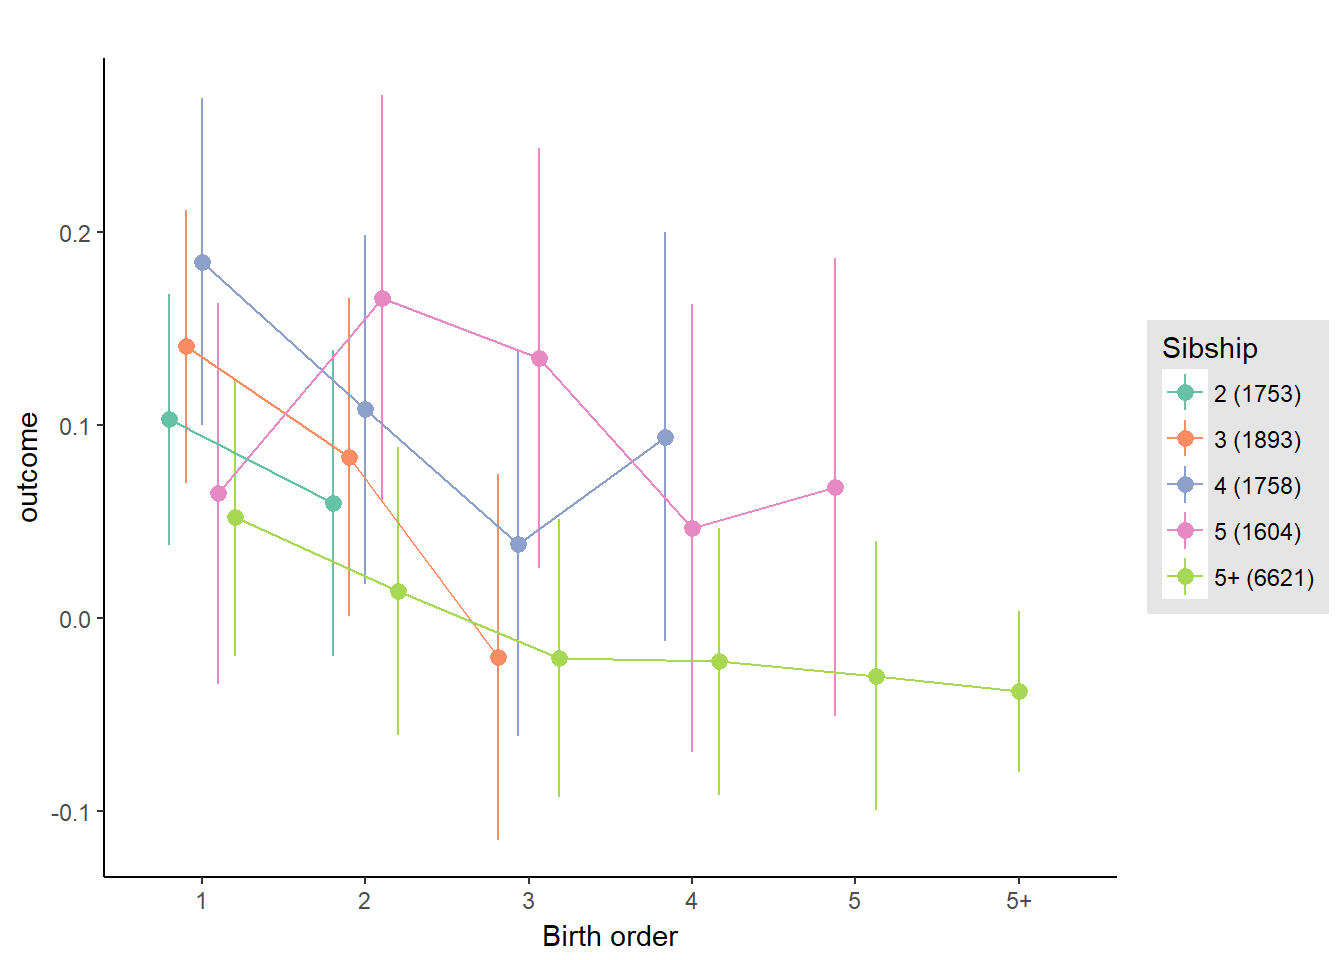 outcome
0.2
0.1
0.0
-0.1
1 2 3 4 5 5+
Birth order
Sibship
2 (1753)
3 (1893)
4 (1758)
5 (1604)
5+ (6621)